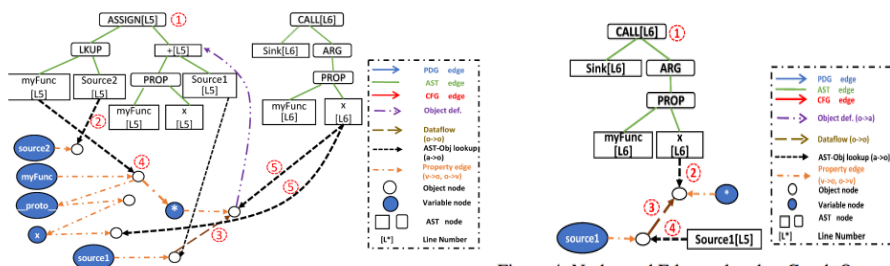 ASSIGN[L5]
①
CALL[L6]
LKUP
+[L5]
Sink[L6]
ARG
myFunc
[L5]
Source2
[L5]
PROP
Source1
[L5]
PROP
myFunc
[L5]
x
[L5]
myFunc
[L6]
x
[L6]
②
source2
④
myFunc
⑤
_proto_
*
⑤
x
source1
③
PDG edge
AST edge
CFG edge
Object def.
Dataflow
(o->o)
AST-Obj lookup
(a->o)
Property edge
(v->o, o->v)
Object node
Variable node
AST node
[L*] Line Number
CALL[L6]
①
Sink[L6]
ARG
PROP
myFunc
[L6]
x
[L6]
②
*
③
source1
④
Source1[L5]
PDG edge
AST edge
CFG edge
Object def. (o->a)
Dataflow (o->o)
AST-Obj lookup (a->o)
Property edge
(v->o, o->v)
Object node
Variable node
AST node
[L*] Line Number